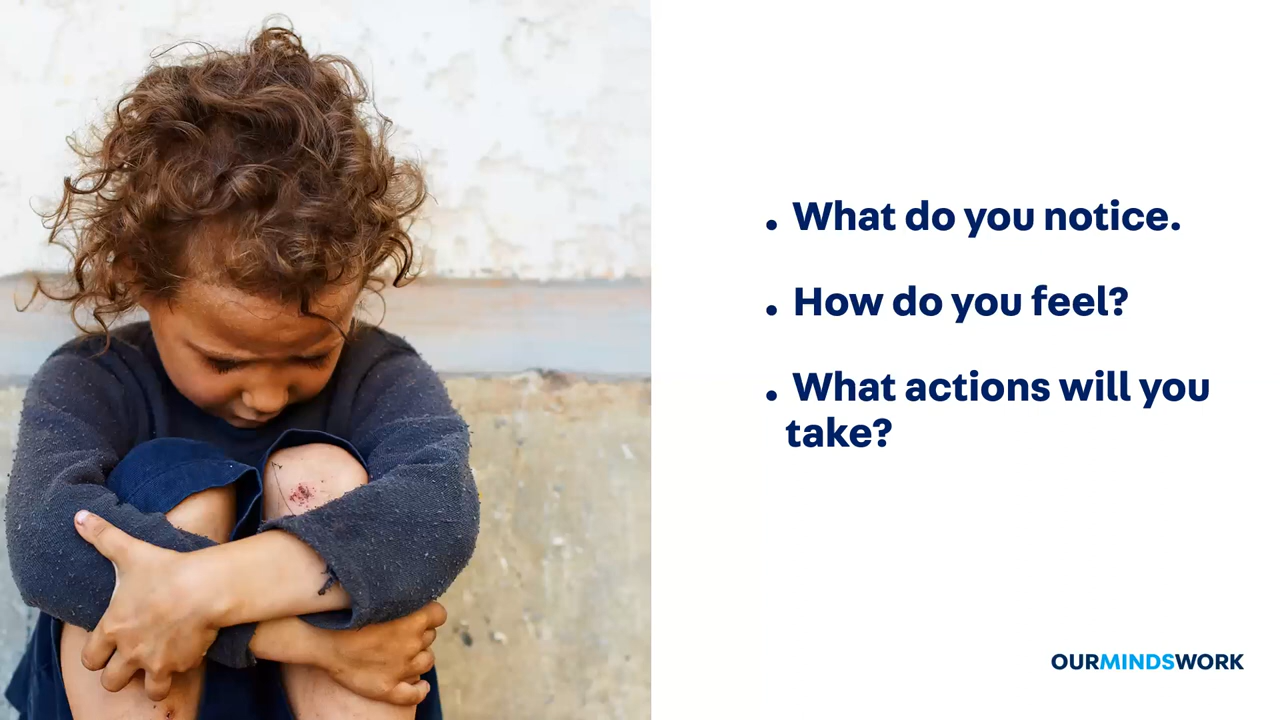 • What do you notice.
• How do you feel?
• What actions will you
take?
OURMINDSWORK